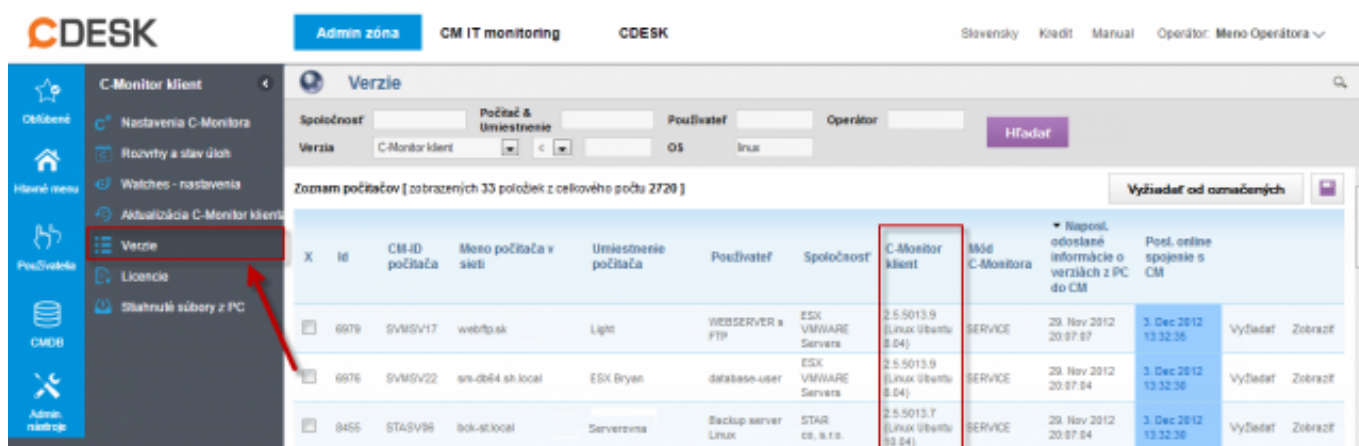 CDESK
Admin zóna CM IT monitoring CDESK
Slovensky Kredit Manual Operátor: Meno Operátora
Obľúbené
Hlavné menu
Používatelia
CMDB
Admin. nástroje
C-Monitor klient
Nastavenia C-Monitora
Rozvrhy a stav úloh
Watches - nastavenia
Aktualizácia C-Monitor klienta
Verzie
Licencie
Stiahnuté súbory z PC
Verzie
Spoločnosť Počítač & Umiestnenie Používateľ Operátor
Verzia C-Monitor klient < OS linux
Hľadať
Zoznam počítačov [ zobrazených 33 položiek z celkového počtu 2720 ]
Vyžiadať od označených
X Id CM-ID počítača Meno počítača v sieti Umiestnenie počítača Používateľ Spoločnosť C-Monitor klient Mód C-Monitora Naposl. odoslané informácie o verziách z PC do CM Posl. online spojenie s CM
6979 SVMSV17 webftp.sk Light WEBSERVER a FTP ESX VMWARE Servers 2.5.5013.9 (Linux Ubuntu 8.04) SERVICE 29. Nov 2012 20:07:07 3. Dec 2012 13:32:35 Vyžiadať Zobraziť
6976 SVMSV22 sm-db64.sh.local ESX Bryan database-user ESX VMWARE Servers 2.5.5013.9 (Linux Ubuntu 8.04) SERVICE 29. Nov 2012 20:07:04 3. Dec 2012 13:32:30 Vyžiadať Zobraziť
8455 STASV96 bck-st.local Serverovna Backup server Linux STAR co, s.r.o. 2.5.5013.7 (Linux Ubuntu 10.04) SERVICE 29. Nov 2012 20:07:04 3. Dec 2012 13:32:30 Vyžiadať Zobraziť